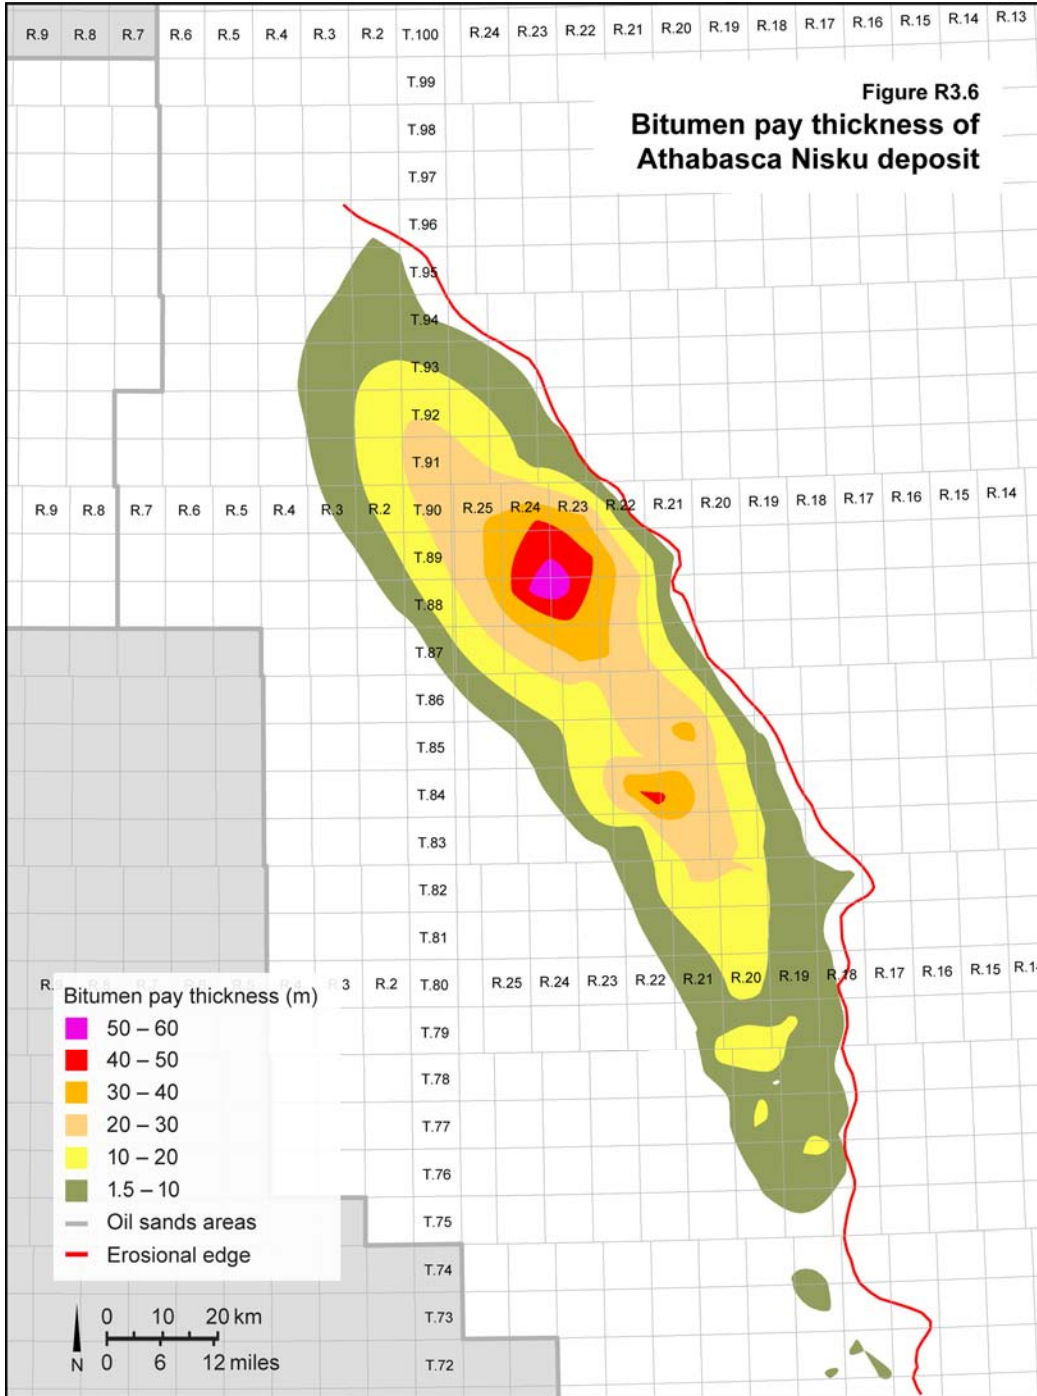 R.9 R.8 R.7 R.6 R.5 R.4 R.3 R.2 T.100 R.24 R.23 R.22 R.21 R.20 R.19 R.18 R.17 R.16 R.15 R.14 R.13
T.99
Figure R3.6
Bitumen pay thickness of
Athabasca Nisku deposit
T.98
T.97
T.96
T.95
T.94
T.93
T.92
T.91
R.9 R.8 R.7 R.6 R.5 R.4 R.3 R.2 T.90 R.25 R.24 R.23 R.22 R.21 R.20 R.19 R.18 R.17 R.16 R.15 R.14
T.89
T.88
T.87
T.86
T.85
T.84
T.83
T.82
T.81
3 R.2 T.80 R.25 R.24 R.23 R.22 R.21 R.20 R.19 R.18 R.17 R.16 R.15
T.79
T.78
T.77
T.76
T.75
T.74
T.73
T.72
Bitumen pay thickness (m)
50 – 60
40 – 50
30 – 40
20 – 30
10 – 20
1.5 – 10
Oil sands areas
Erosional edge
0 10 20 km
N 0 6 12 miles